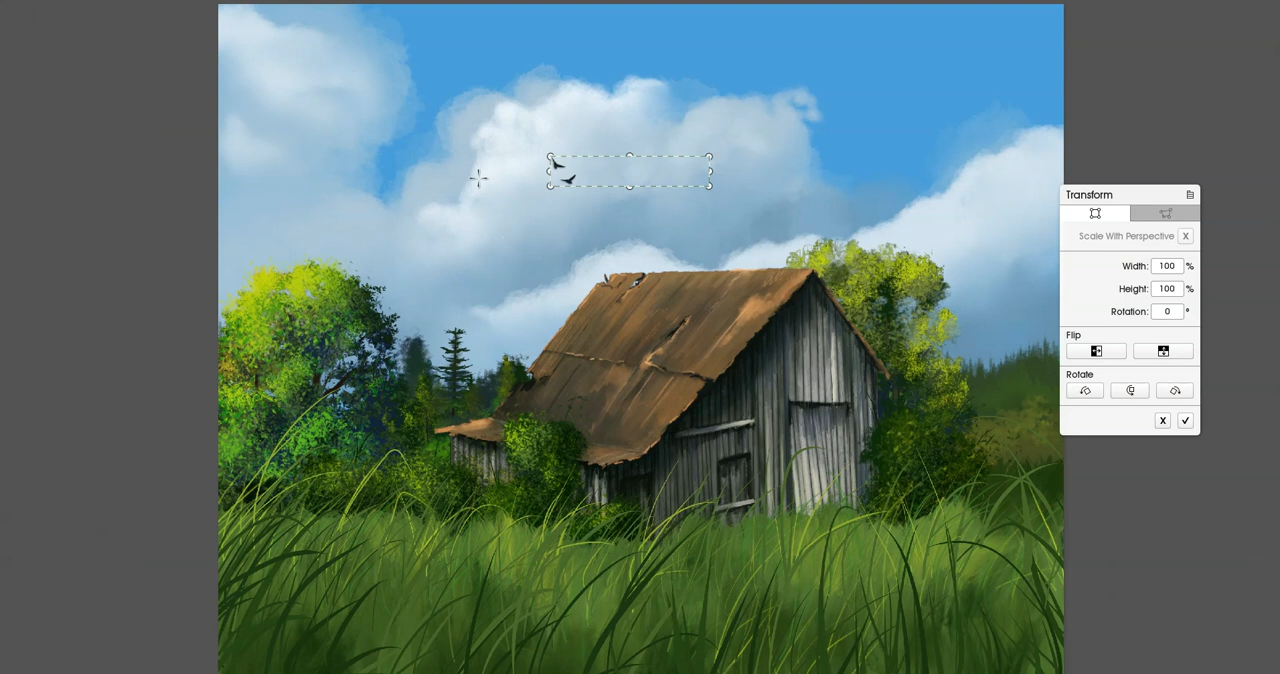 Transform
Scale With Perspective X
Width: 100 %
Height: 100 %
Rotation: 0 °
Flip
Rotate
X